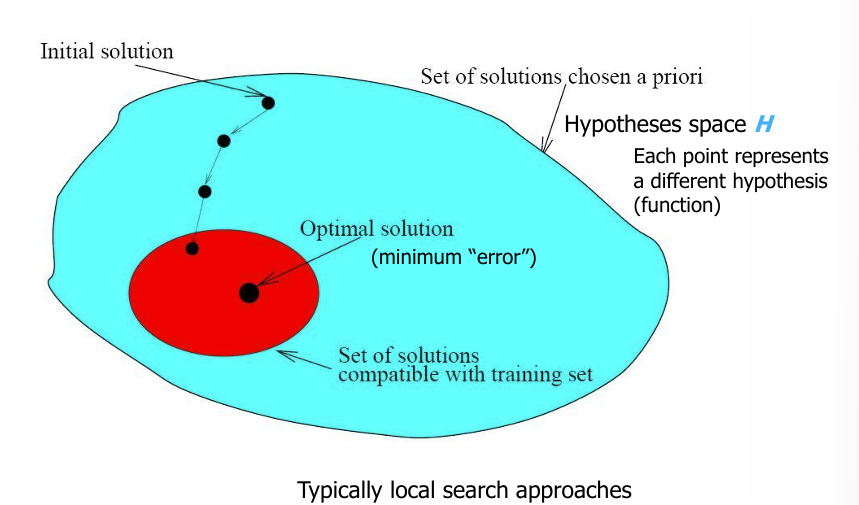 Initial solution
Set of solutions chosen a priori
Hypotheses space H
Each point represents
a different hypothesis
(function)
Optimal solution
(minimum “error”)
Set of solutions
compatible with training set
Typically local search approaches